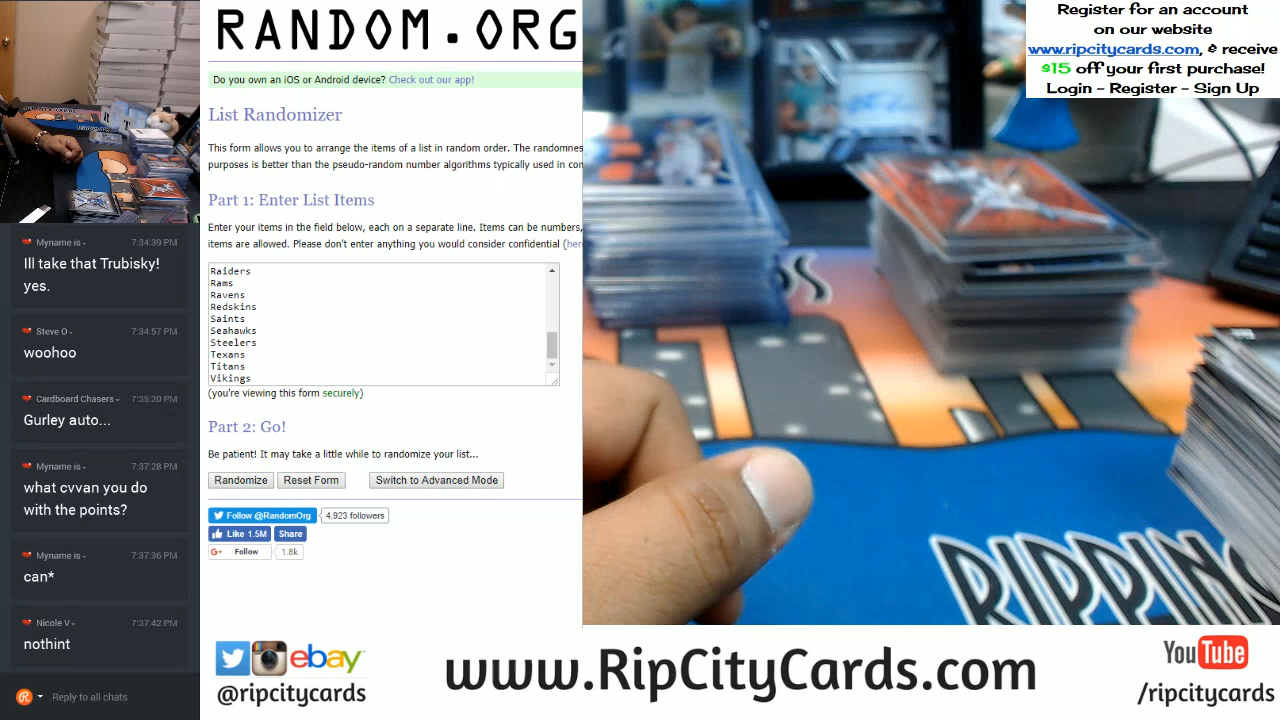 Myname is 7:34:39 PM
Ill take that Trubisky!
yes.
Steve O 7:34:57 PM
woohoo
Cardboard Chasers 7:35:20 PM
Gurley auto...
Myname is 7:37:28 PM
what cvvan you do
with the points?
Myname is 7:37:36 PM
can*
Nicole V 7:37:42 PM
nothint
Reply to all chats
RANDOM.ORG
Do you own an iOS or Android device? Check out our app!
List Randomizer
This form allows you to arrange the items of a list in random order. The randomnes
purposes is better than the pseudo-random number algorithms typically used in con
Part 1: Enter List Items
Enter your items in the field below, each on a separate line. Items can be numbers,
items are allowed. Please don't enter anything you would consider confidential (her
Raiders
Rams
Ravens
Redskins
Saints
Seahawks
Steelers
Texans
Titans
Vikings
(you're viewing this form securely)
Part 2: Go!
Be patient! It may take a little while to randomize your list...
Randomize Reset Form Switch to Advanced Mode
Follow @RandomOrg 4,923 followers
Like 1.5M Share
G+ Follow 1.8k
Register for an account
on our website
www.ripcitycards.com, & receive
$15 off your first purchase!
Login - Register - Sign Up
RIPPING
ebay
@ripcitycards
www.RipCityCards.com
YouTube
/ripcitycards